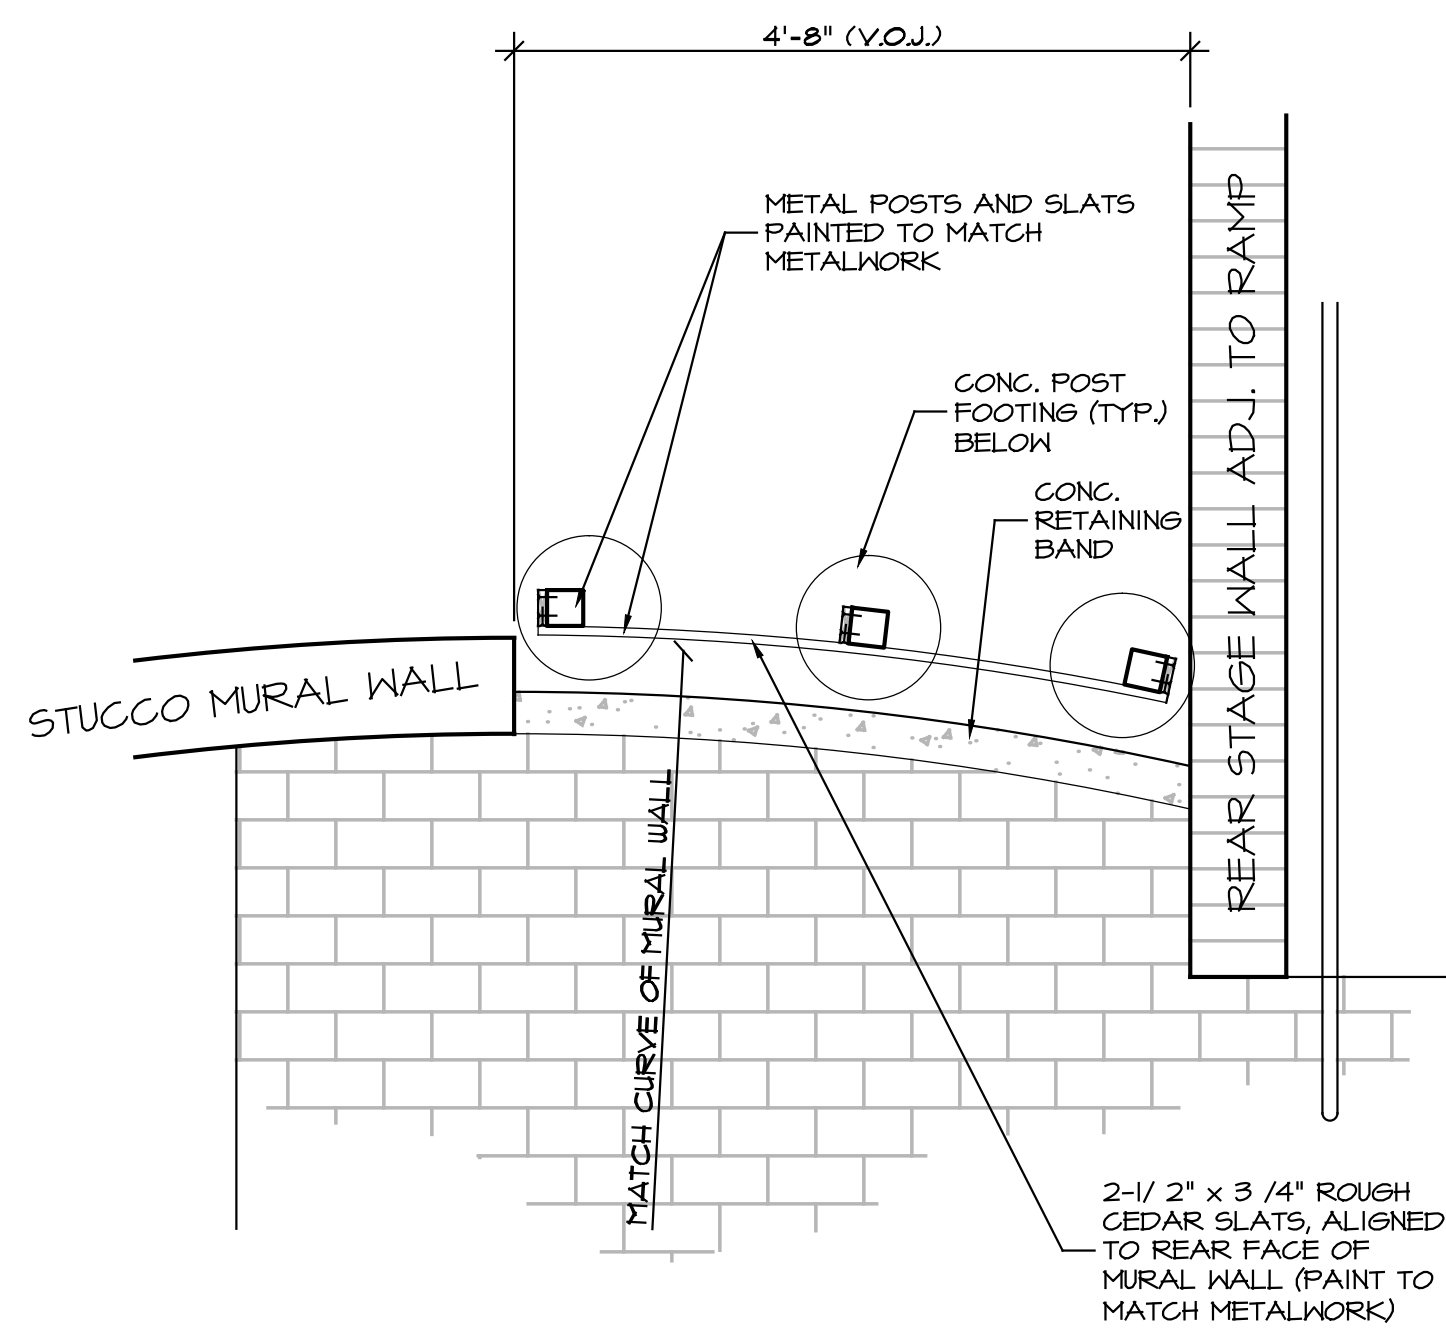 4'-8" (V.O.J.)
METAL POSTS AND SLATS
PAINTED TO MATCH
METALWORK
CONC. POST
FOOTING (TYP.)
BELOW
CONC.
RETAINING
BAND
REAR STAGE WALL ADJ. TO RAMP
STUCCO MURAL WALL
MATCH CURVE OF MURAL WALL
2-1/ 2" x 3 /4" ROUGH
CEDAR SLATS, ALIGNED
TO REAR FACE OF
MURAL WALL (PAINT TO
MATCH METALWORK)